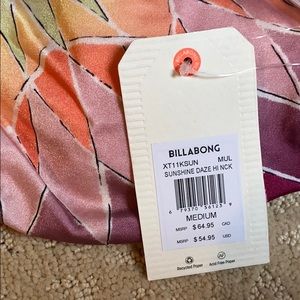 BILLABONG
XT11KSUN MUL
SUNSHINE DAZE HI NCK
MEDIUM
MSRP $ 64.95 CAD
MSRP $ 54.95 USD
Recycled Paper Acid Free Paper